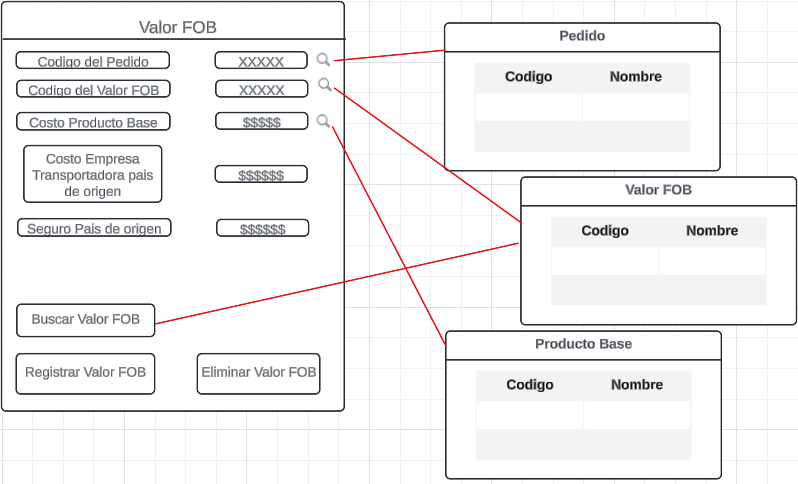 Valor FOB
Codigo del Pedido XXXXX
Codigo del Valor FOB XXXXX
Costo Producto Base $$$$$
Costo Empresa
Transportadora pais
de origen
$$$$$$
Seguro Pais de origen $$$$$$
Buscar Valor FOB
Registrar Valor FOB Eliminar Valor FOB
Pedido
Codigo Nombre
Valor FOB
Codigo Nombre
Producto Base
Codigo Nombre